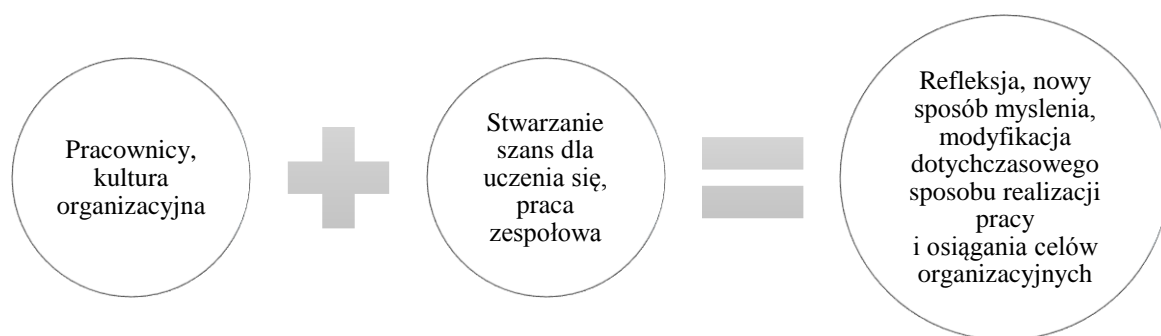 Pracownicy,
kultura
organizacyjna
Stwarzanie
szans dla
uczenia się,
praca
zespołowa
Refleksja, nowy
sposób myslenia,
modyfikacja
dotychczasowego
sposobu realizacji
pracy
i osiągania celów
organizacyjnych